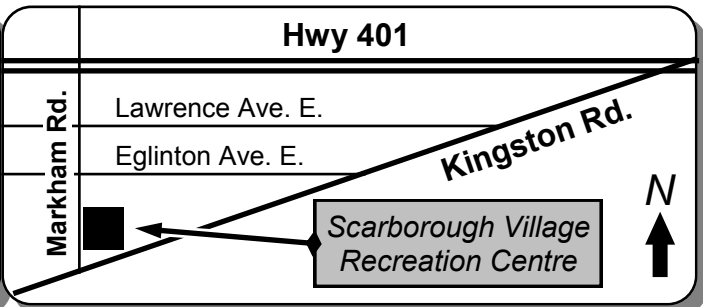 Hwy 401
Markham Rd.
Lawrence Ave. E.
Eglinton Ave. E.
Kingston Rd.
N
Scarborough Village
Recreation Centre